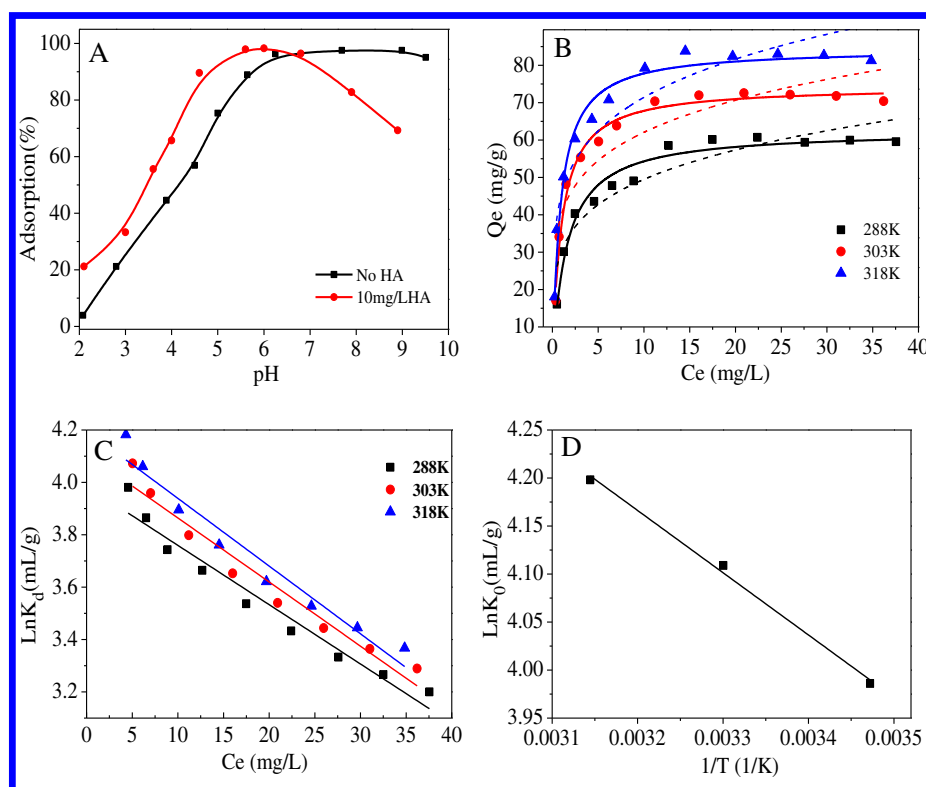 A
100
80
60
40
20
0
Adsorption(%)
No HA
10mg/LHA
2 3 4 5 6 7 8 9 10
pH
B
80
70
60
50
40
30
20
10
Qe (mg/g)
288K
303K
318K
0 5 10 15 20 25 30 35 40
Ce (mg/L)
C
4.2
4.0
3.8
3.6
3.4
3.2
LnKd(mL/g)
288K
303K
318K
0 5 10 15 20 25 30 35 40
Ce (mg/L)
D
4.25
4.20
4.15
4.10
4.05
4.00
3.95
LnK0(mL/g)
0.0031 0.0032 0.0033 0.0034 0.0035
1/T (1/K)